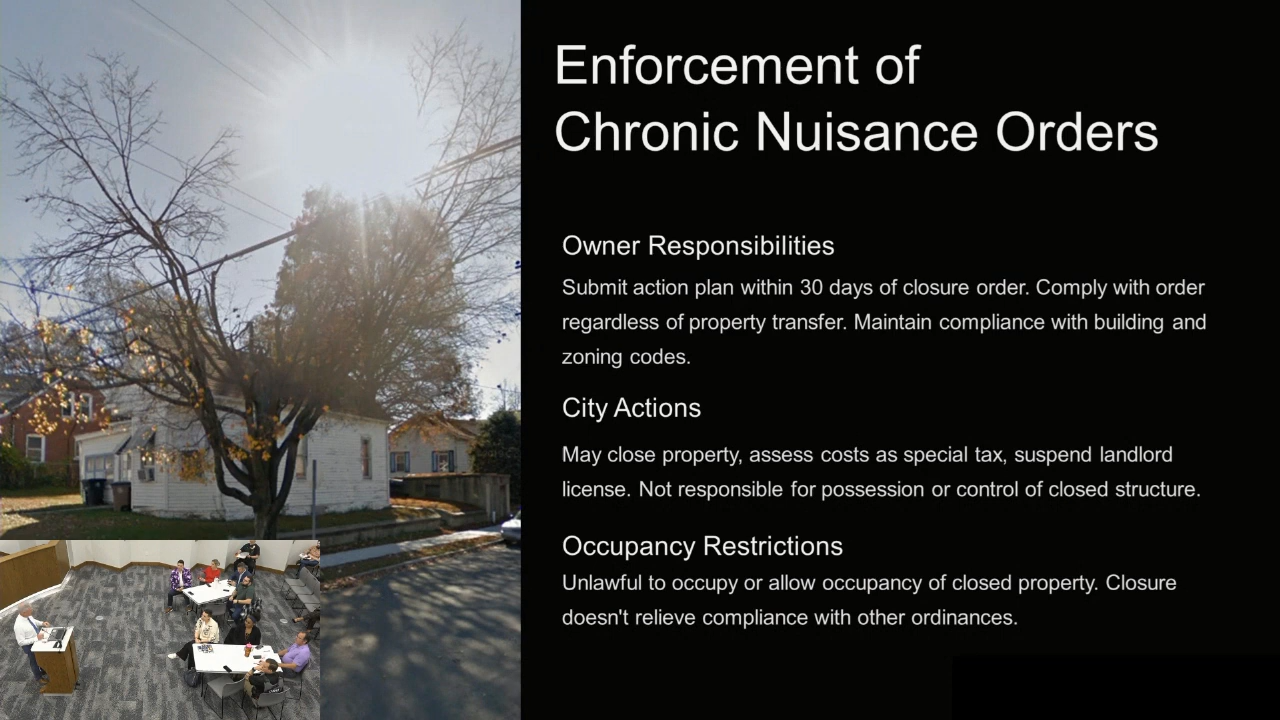 Enforcement of
Chronic Nuisance Orders
Owner Responsibilities
Submit action plan within 30 days of closure order. Comply with order
regardless of property transfer. Maintain compliance with building and
zoning codes.
City Actions
May close property, assess costs as special tax, suspend landlord
license. Not responsible for possession or control of closed structure.
Occupancy Restrictions
Unlawful to occupy or allow occupancy of closed property. Closure
doesn't relieve compliance with other ordinances.